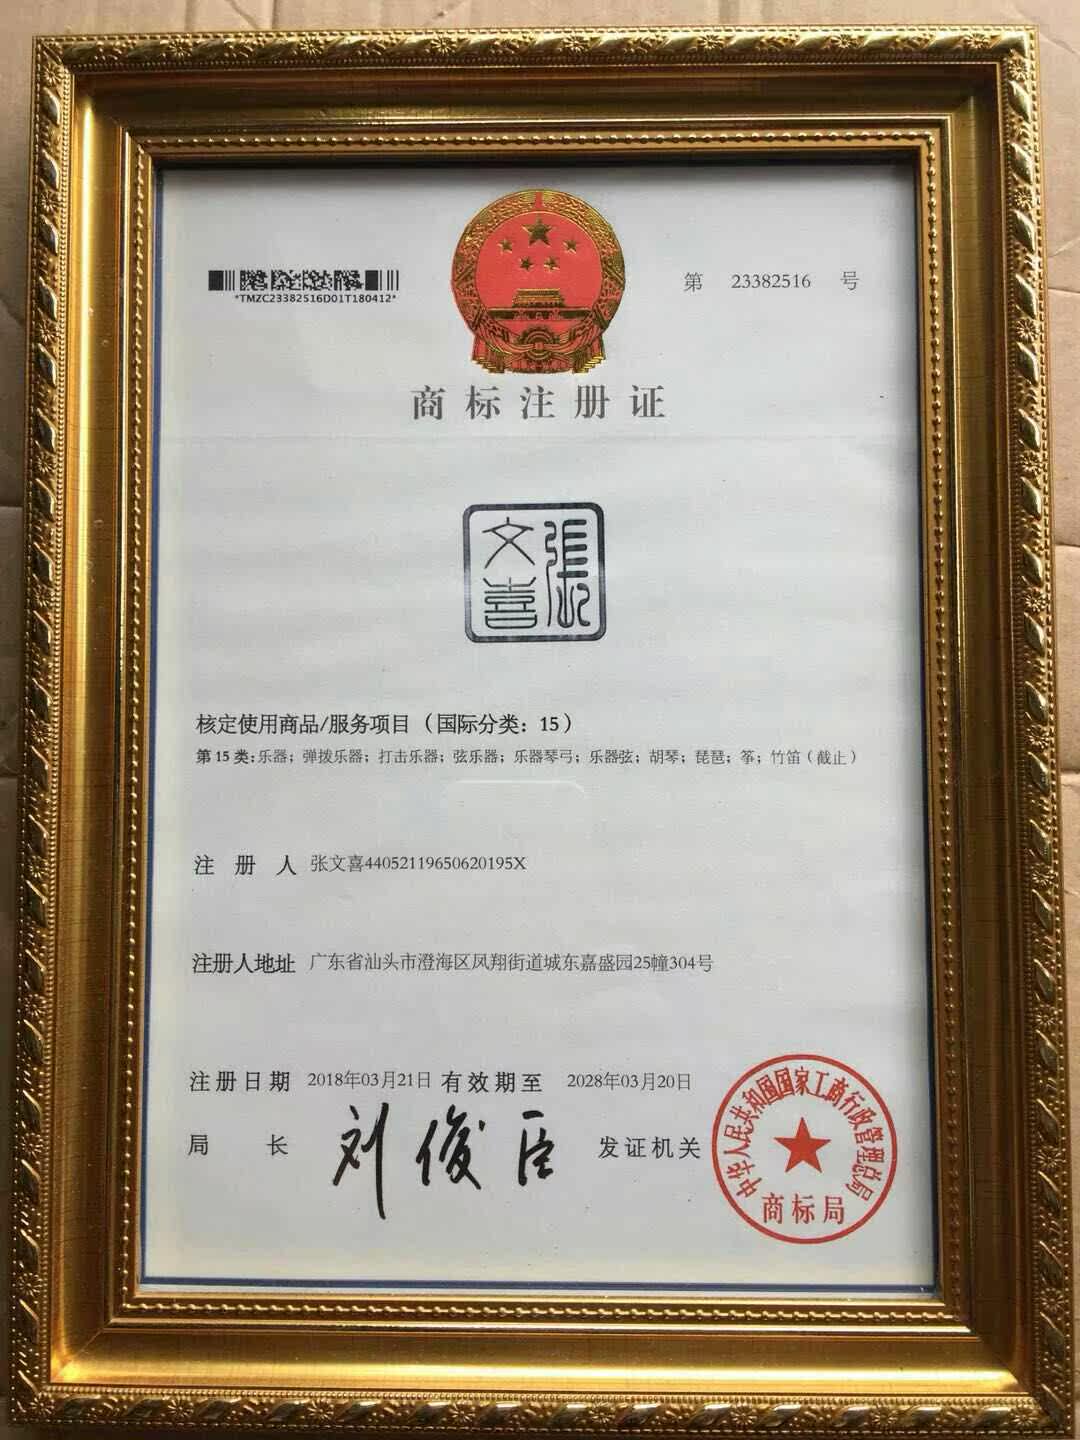 *TMZC23382516D01T180412*
第 23382516 号
商标注册证
張文喜
核定使用商品/服务项目（国际分类：15）
第15类：乐器；弹拨乐器；打击乐器；弦乐器；乐器琴弓；乐器弦；胡琴；琵琶；筝；竹笛（截止）
注册人 张文喜44052119650620195X
注册人地址 广东省汕头市澄海区凤翔街道城东嘉盛园25幢304号
注册日期 2018年03月21日 有效期至 2028年03月20日
局长 刘俊臣 发证机关
中华人民共和国国家工商行政管理总局
商标局